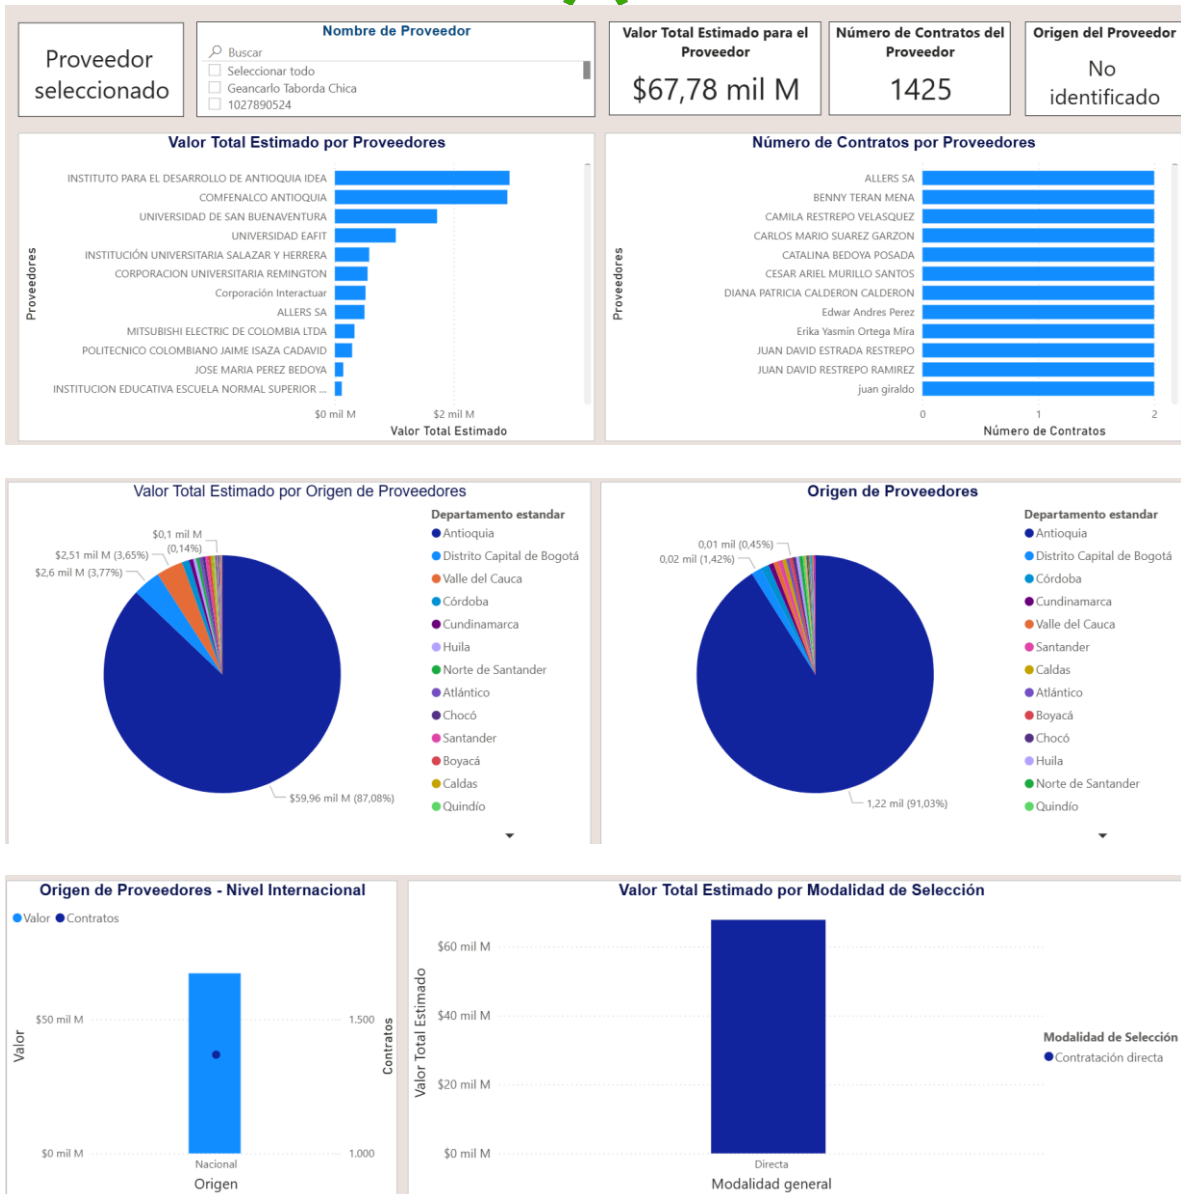 Proveedor
seleccionado
Nombre de Proveedor
Buscar
Seleccionar todo
Geancarlo Taborda Chica
1027890524
Valor Total Estimado para el
Proveedor
$67,78 mil M
Número de Contratos del
Proveedor
1425
Origen del Proveedor
No
identificado
Valor Total Estimado por Proveedores
Proveedores
INSTITUTO PARA EL DESARROLLO DE ANTIOQUIA IDEA
COMFENALCO ANTIOQUIA
UNIVERSIDAD DE SAN BUENAVENTURA
UNIVERSIDAD EAFIT
INSTITUCIÓN UNIVERSITARIA SALAZAR Y HERRERA
CORPORACION UNIVERSITARIA REMINGTON
Corporación Interactuar
ALLERS SA
MITSUBISHI ELECTRIC DE COLOMBIA LTDA
POLITECNICO COLOMBIANO JAIME ISAZA CADAVID
JOSE MARIA PEREZ BEDOYA
INSTITUCION EDUCATIVA ESCUELA NORMAL SUPERIOR ...
$0 mil M
$2 mil M
Valor Total Estimado
Número de Contratos por Proveedores
Proveedores
ALLERS SA
BENNY TERAN MENA
CAMILA RESTREPO VELASQUEZ
CARLOS MARIO SUAREZ GARZON
CATALINA BEDOYA POSADA
CESAR ARIEL MURILLO SANTOS
DIANA PATRICIA CALDERON CALDERON
Edwar Andres Perez
Erika Yasmin Ortega Mira
JUAN DAVID ESTRADA RESTREPO
JUAN DAVID RESTREPO RAMIREZ
juan giraldo
0
1
2
Número de Contratos
Valor Total Estimado por Origen de Proveedores
$0,1 mil M
(0,14%)
$2,51 mil M (3,65%)
$2,6 mil M (3,77%)
$59,96 mil M (87,08%)
Departamento estandar
Antioquia
Distrito Capital de Bogotá
Valle del Cauca
Córdoba
Cundinamarca
Huila
Norte de Santander
Atlántico
Chocó
Santander
Boyacá
Caldas
Quindío
Origen de Proveedores
0,01 mil (0,45%)
0,02 mil (1,42%)
1,22 mil (91,03%)
Departamento estandar
Antioquia
Distrito Capital de Bogotá
Córdoba
Cundinamarca
Valle del Cauca
Santander
Caldas
Atlántico
Boyacá
Chocó
Huila
Norte de Santander
Quindío
Origen de Proveedores - Nivel Internacional
Valor Contratos
Valor
$50 mil M
$0 mil M
1.500
1.000
Contratos
Nacional
Origen
Valor Total Estimado por Modalidad de Selección
Valor Total Estimado
$60 mil M
$40 mil M
$20 mil M
$0 mil M
Directa
Modalidad general
Modalidad de Selección
Contratación directa